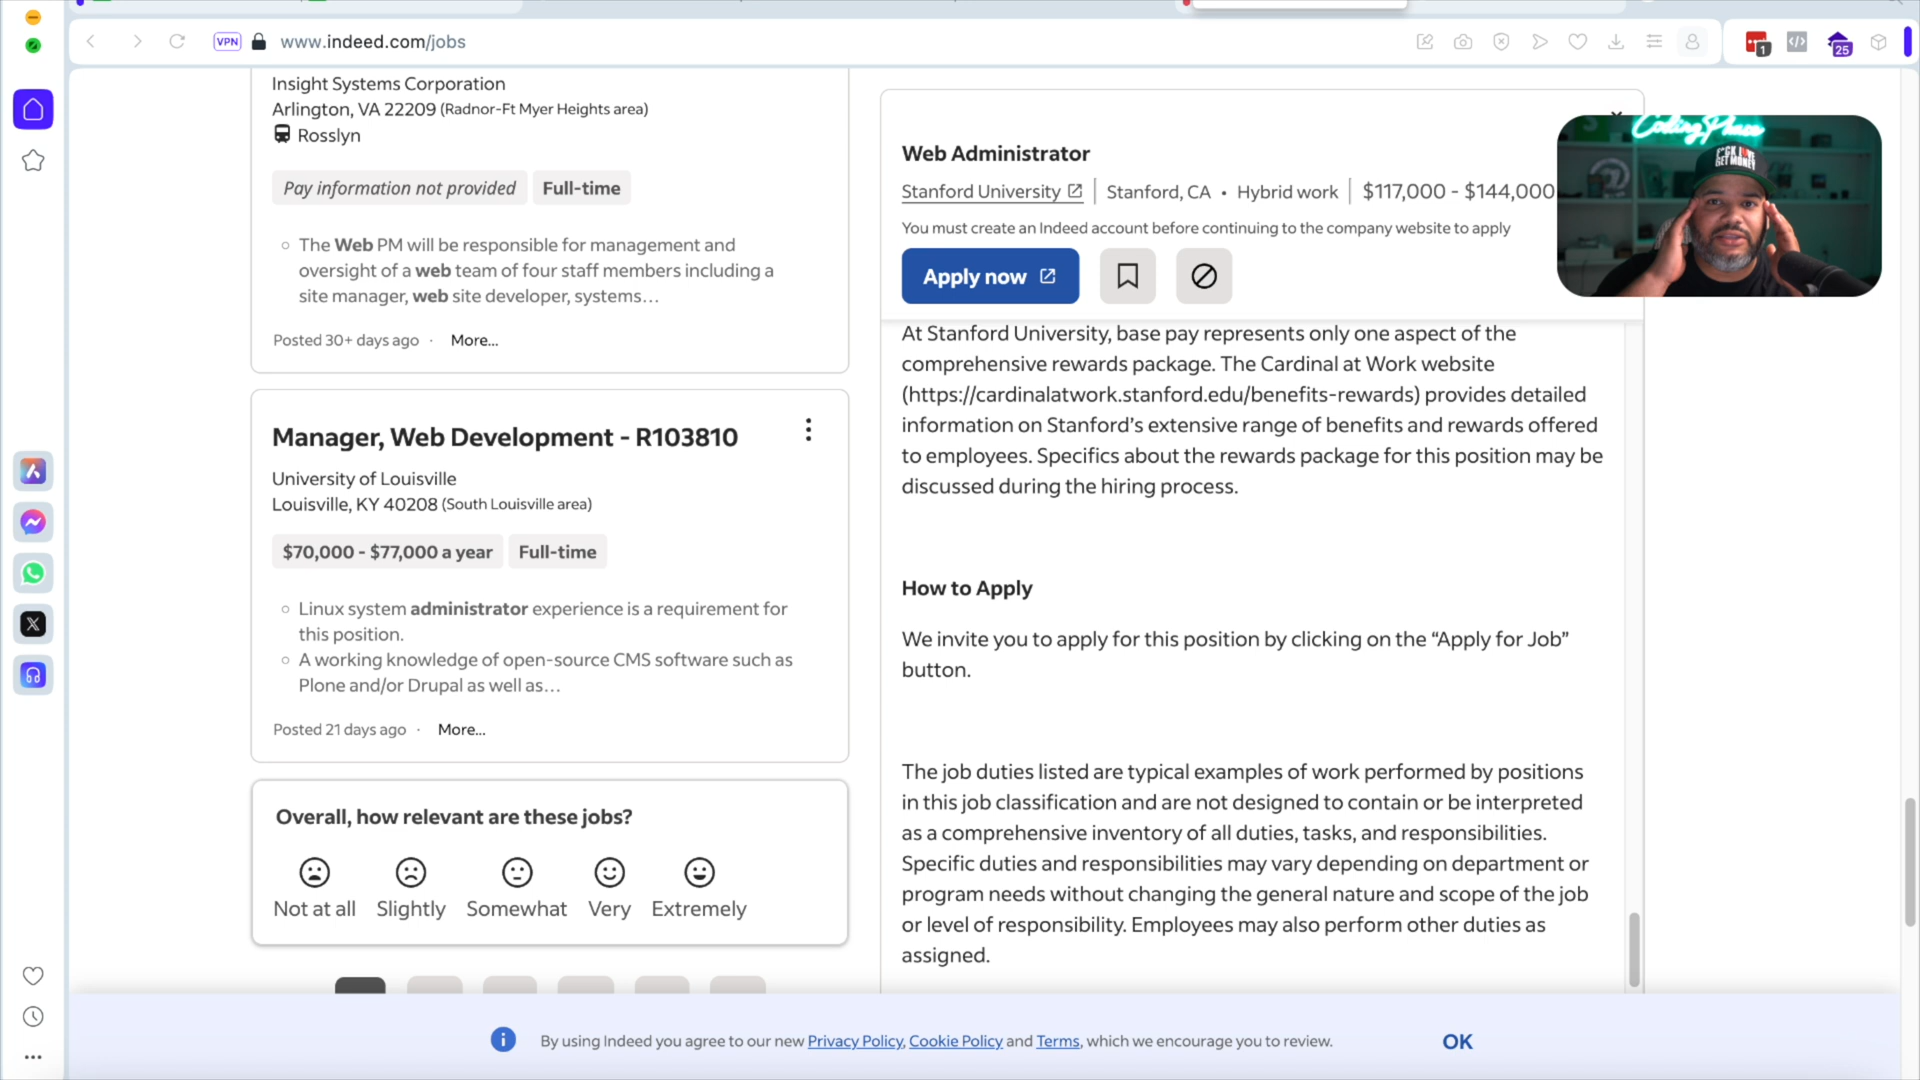 VPN
www.indeed.com/jobs
1
25
Insight Systems Corporation
Arlington, VA 22209 (Radnor-Ft Myer Heights area)
Rosslyn
Pay information not provided
Full-time
The Web PM will be responsible for management and
oversight of a web team of four staff members including a
site manager, web site developer, systems...
Posted 30+ days ago · More...
Manager, Web Development - R103810
University of Louisville
Louisville, KY 40208 (South Louisville area)
$70,000 - $77,000 a year
Full-time
Linux system administrator experience is a requirement for
this position.
A working knowledge of open-source CMS software such as
Plone and/or Drupal as well as...
Posted 21 days ago · More...
Overall, how relevant are these jobs?
Not at all
Slightly
Somewhat
Very
Extremely
Web Administrator
Stanford University
Stanford, CA • Hybrid work
$117,000 - $144,000
You must create an Indeed account before continuing to the company website to apply
Apply now
CodingPhase
F*CK
GET MONEY
At Stanford University, base pay represents only one aspect of the
comprehensive rewards package. The Cardinal at Work website
(https://cardinalatwork.stanford.edu/benefits-rewards) provides detailed
information on Stanford’s extensive range of benefits and rewards offered
to employees. Specifics about the rewards package for this position may be
discussed during the hiring process.
How to Apply
We invite you to apply for this position by clicking on the “Apply for Job”
button.
The job duties listed are typical examples of work performed by positions
in this job classification and are not designed to contain or be interpreted
as a comprehensive inventory of all duties, tasks, and responsibilities.
Specific duties and responsibilities may vary depending on department or
program needs without changing the general nature and scope of the job
or level of responsibility. Employees may also perform other duties as
assigned.
By using Indeed you agree to our new Privacy Policy, Cookie Policy and Terms, which we encourage you to review.
OK